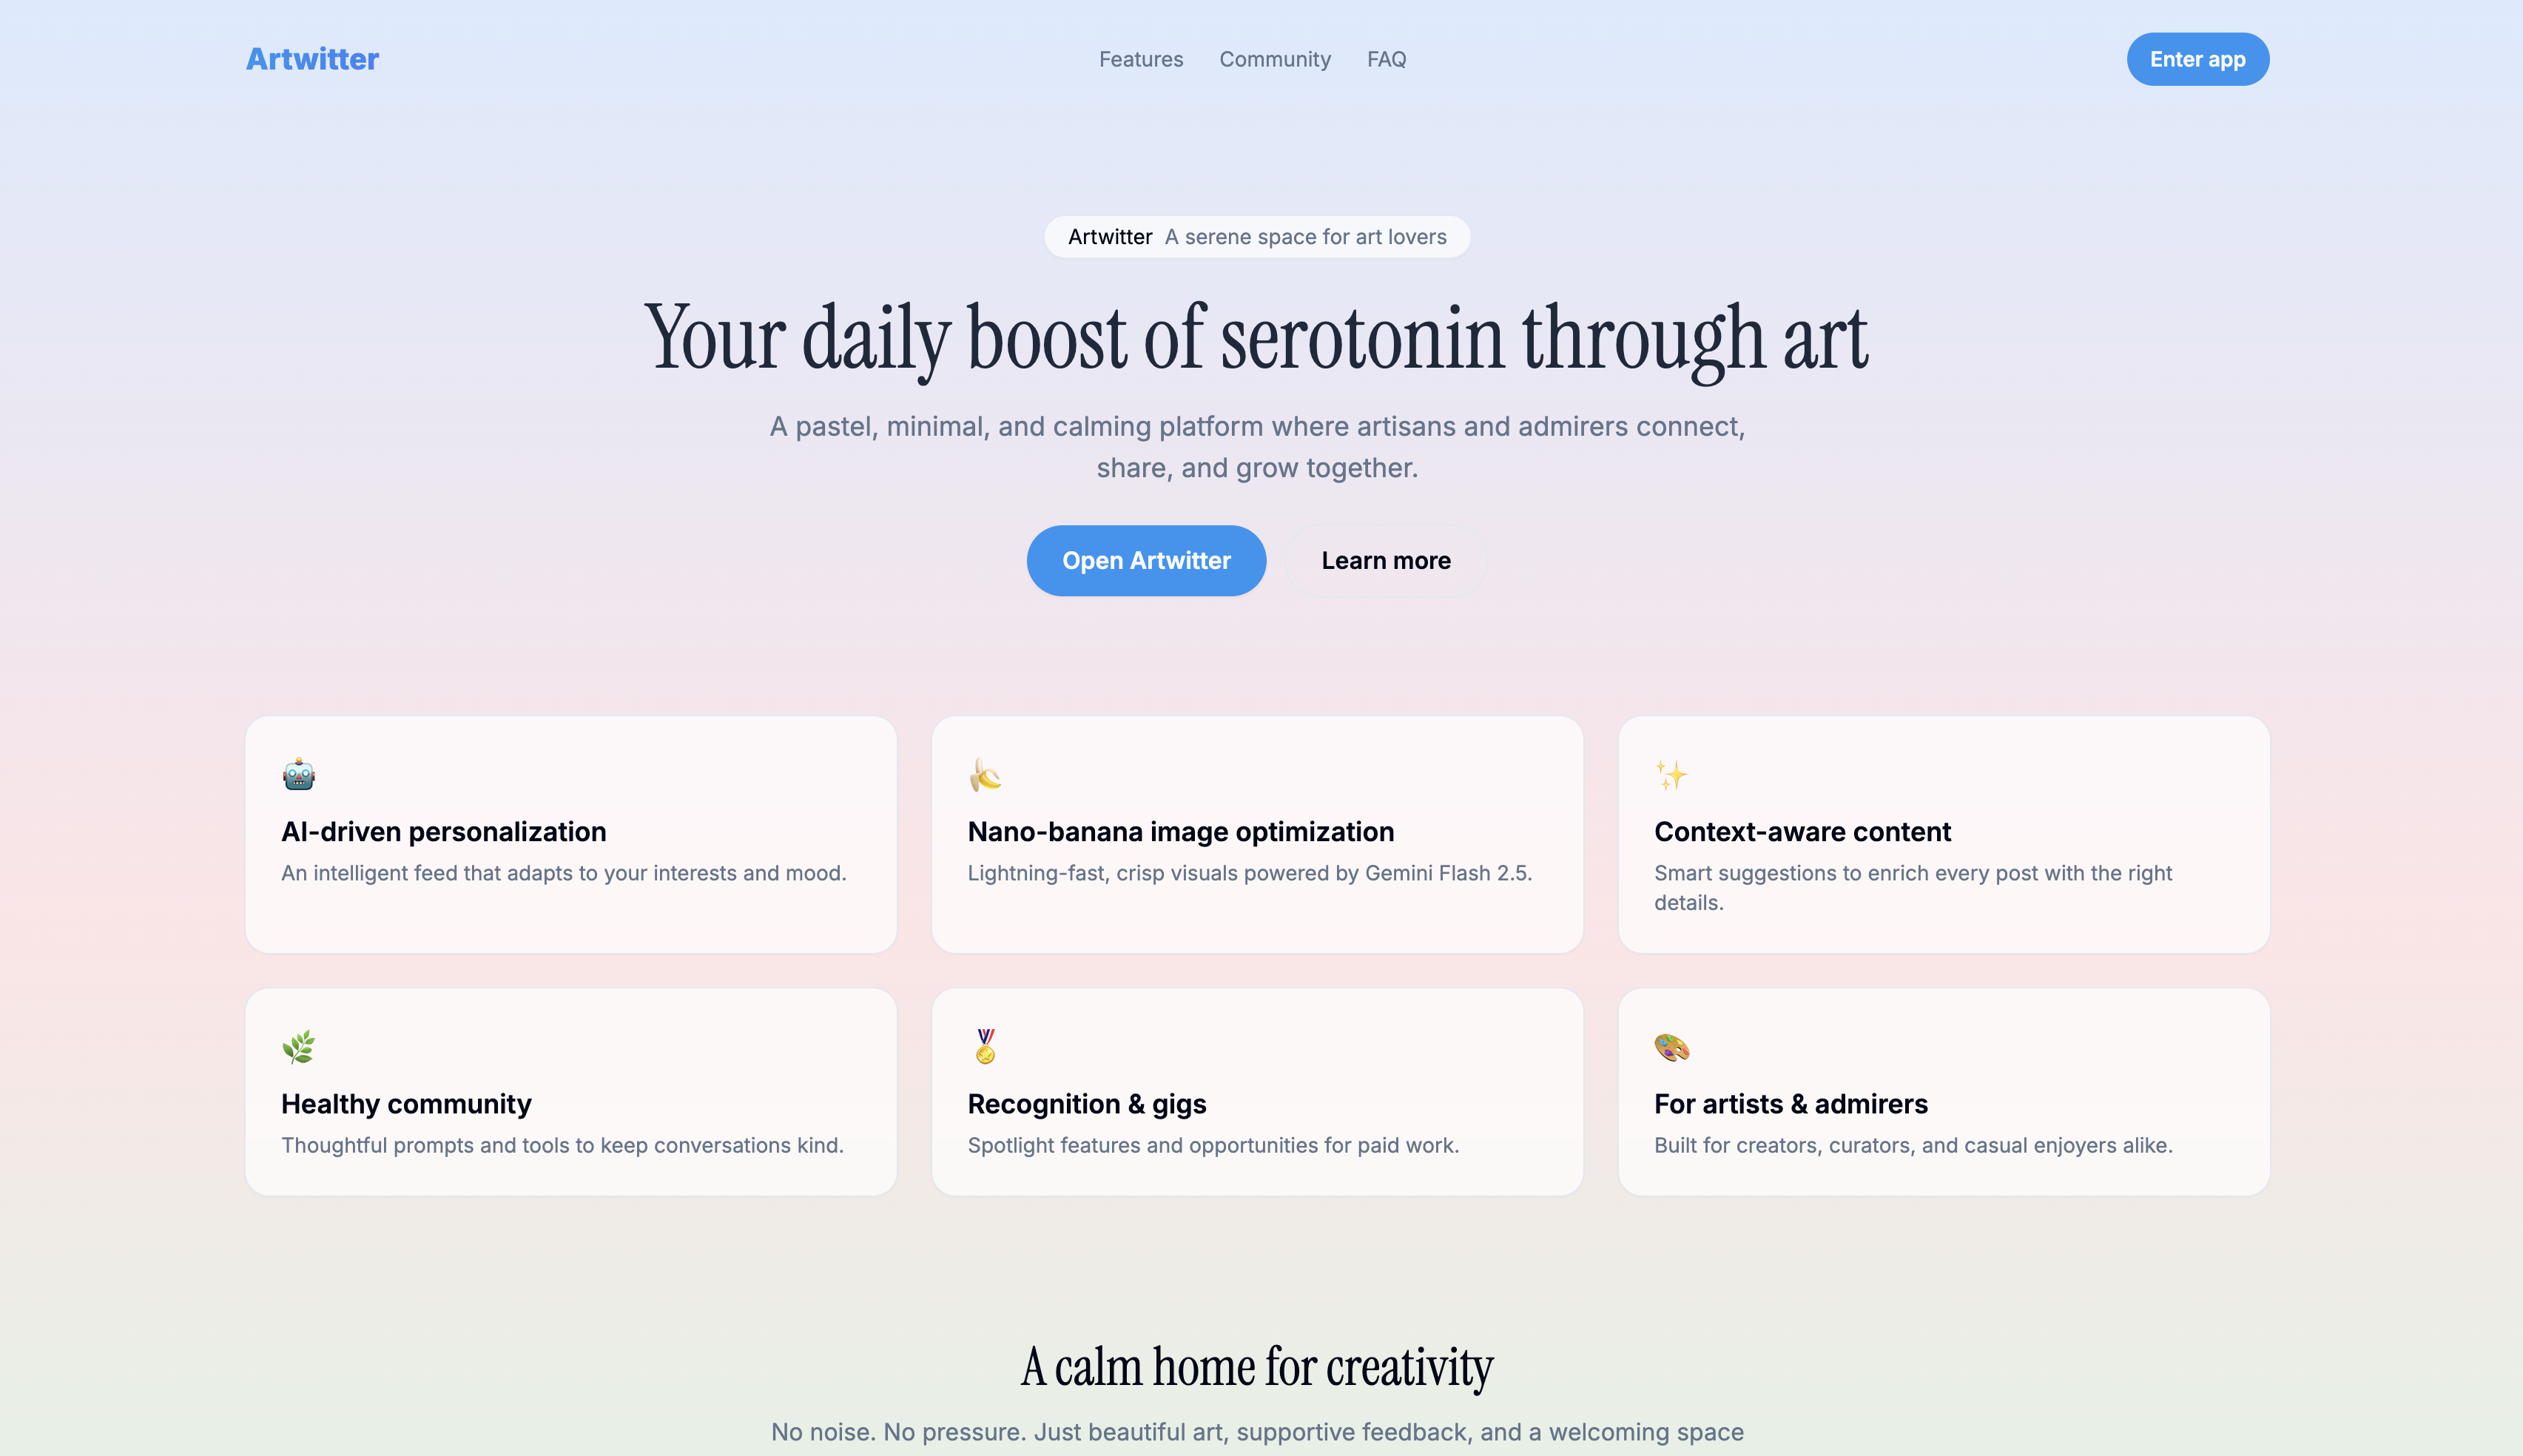 Artwitter
Features
Community
FAQ
Enter app
Artwitter A serene space for art lovers
Your daily boost of serotonin through art
A pastel, minimal, and calming platform where artisans and admirers connect,
share, and grow together.
Open Artwitter
Learn more
AI-driven personalization
An intelligent feed that adapts to your interests and mood.
Nano-banana image optimization
Lightning-fast, crisp visuals powered by Gemini Flash 2.5.
Context-aware content
Smart suggestions to enrich every post with the right
details.
Healthy community
Thoughtful prompts and tools to keep conversations kind.
Recognition & gigs
Spotlight features and opportunities for paid work.
For artists & admirers
Built for creators, curators, and casual enjoyers alike.
A calm home for creativity
No noise. No pressure. Just beautiful art, supportive feedback, and a welcoming space